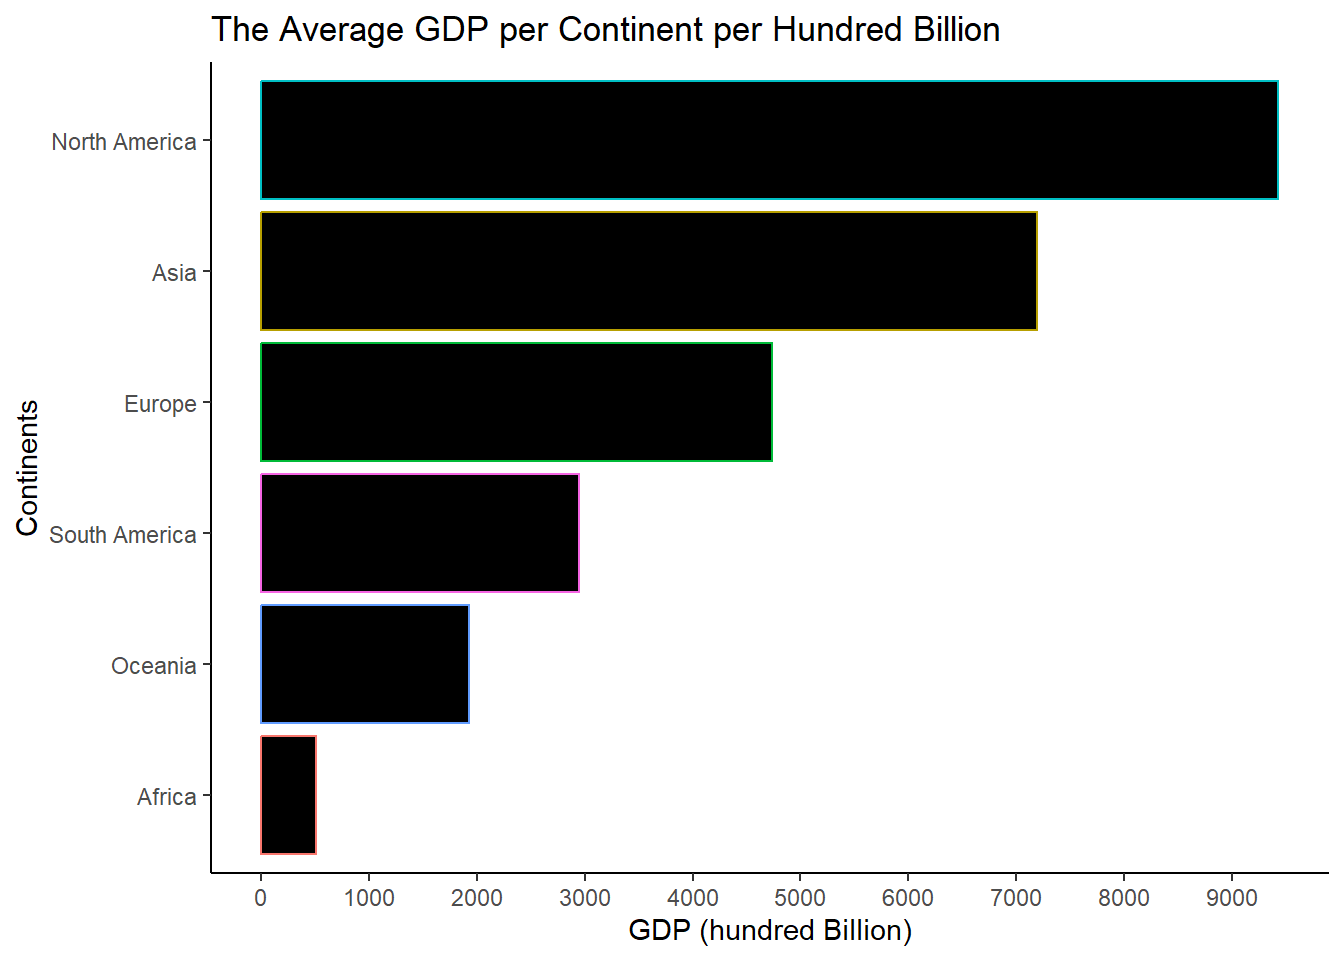 The Average GDP per Continent per Hundred Billion
North America
Asia
Europe
South America
Oceania
Africa
Continents
0 1000 2000 3000 4000 5000 6000 7000 8000 9000
GDP (hundred Billion)